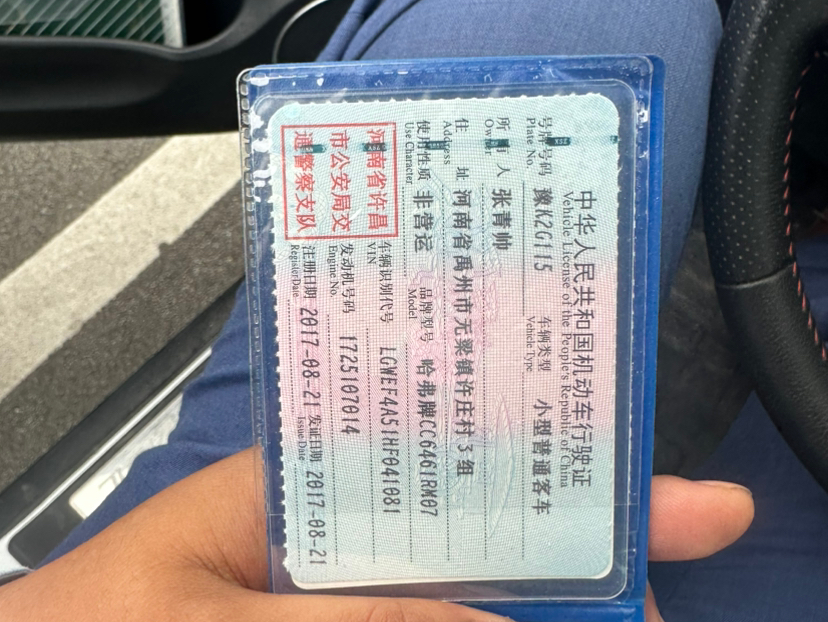 中华人民共和国机动车行驶证
Vehicle License of the People's Republic of China
号牌号码 豫K2G115 车辆类型 小型普通客车
Plate No. Vehicle Type
所 人 张青帅
Owner
住 址 河南省禹州市无梁镇许庄村3组
Address
使用性质 非营运 品牌型号 哈弗牌CC6461RM07
Use Character Model
河南省许昌
市公安局交
通警察支队
车辆识别代号 LGWEF4A51HF041081
VIN
发动机号码 1725107014
Engine No.
注册日期 2017-08-21 发证日期 2017-08-21
Register Date Issue Date